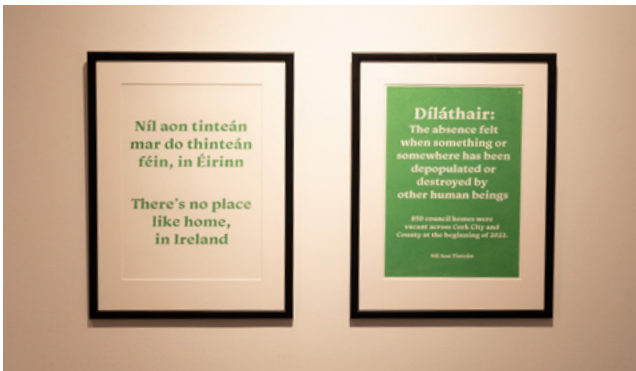 Níl aon tinteán
mar do thinteán
féin, in Éirinn
There's no place
like home,
in Ireland
Díláthair:
The absence felt
when something or
somewhere has been
depopulated or
destroyed by
other human beings
850 council homes were
vacant across Cork City and
County at the beginning of 2022.
Níl Aon Tinteán